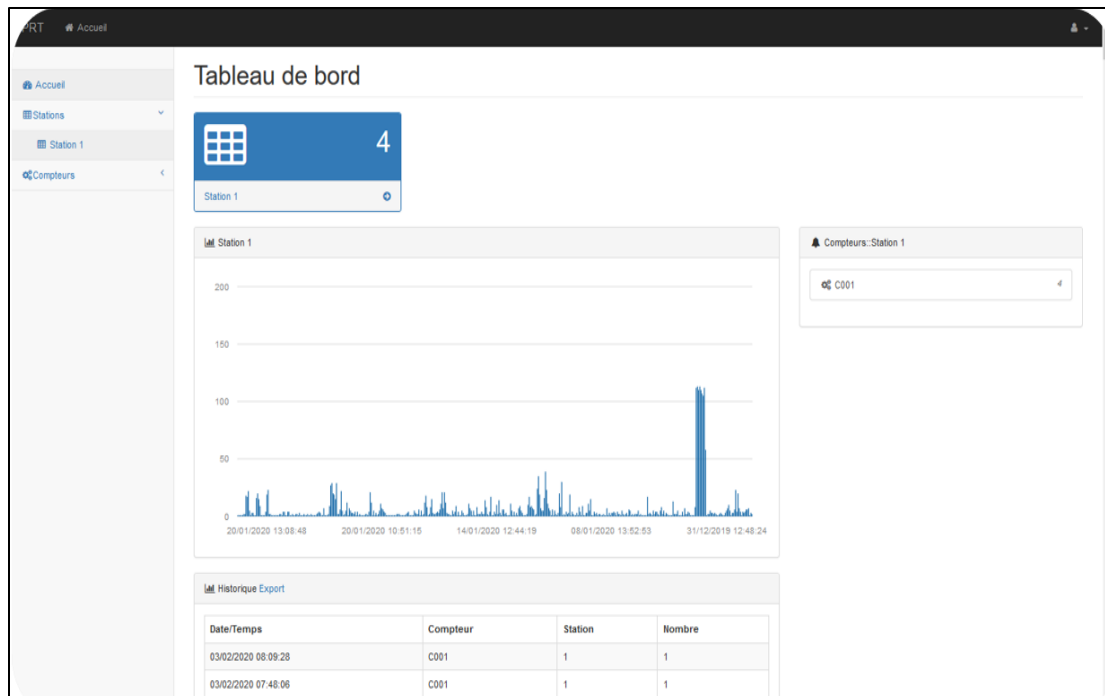 PRT Accueil
Tableau de bord
Accueil
Stations
Station 1
Compteurs
4
Station 1
Station 1
200
150
100
50
0
20/01/2020 13:08:48 20/01/2020 10:51:15 14/01/2020 12:44:19 08/01/2020 13:52:53 31/12/2019 12:48:24
Compteurs::Station 1
C001 4
Historique Export
Date/Temps Compteur Station Nombre
03/02/2020 08:09:28 C001 1 1
03/02/2020 07:48:06 C001 1 1